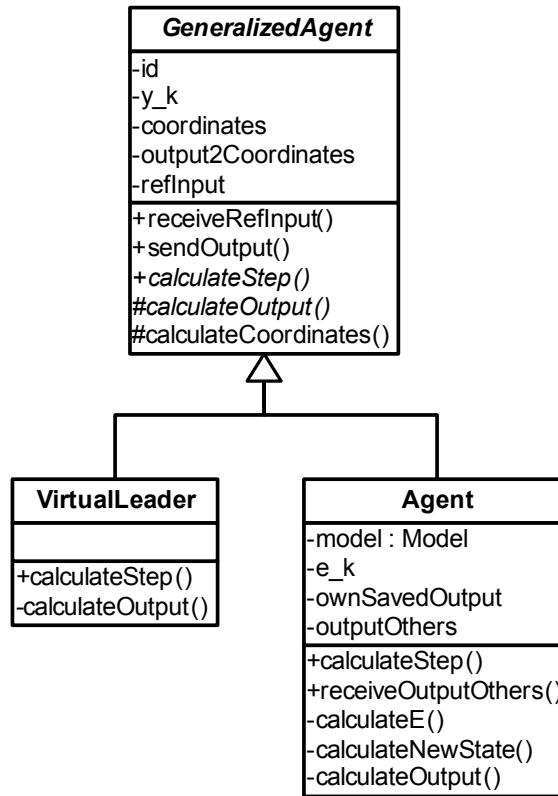 GeneralizedAgent
-id
-y_k
-coordinates
-output2Coordinates
-refInput
+receiveRefInput()
+sendOutput()
+calculateStep()
#calculateOutput()
#calculateCoordinates()
VirtualLeader
+calculateStep()
-calculateOutput()
Agent
-model : Model
-e_k
-ownSavedOutput
-outputOthers
+calculateStep()
+receiveOutputOthers()
-calculateE()
-calculateNewState()
-calculateOutput()